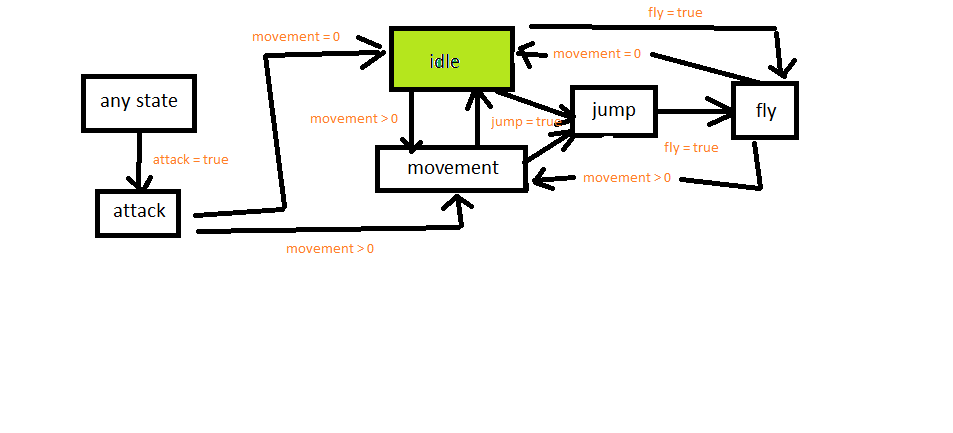 fly = true
movement = 0
idle
movement = 0
any state
jump
fly
movement > 0
jump = true
fly = true
attack = true
movement
movement > 0
attack
movement > 0